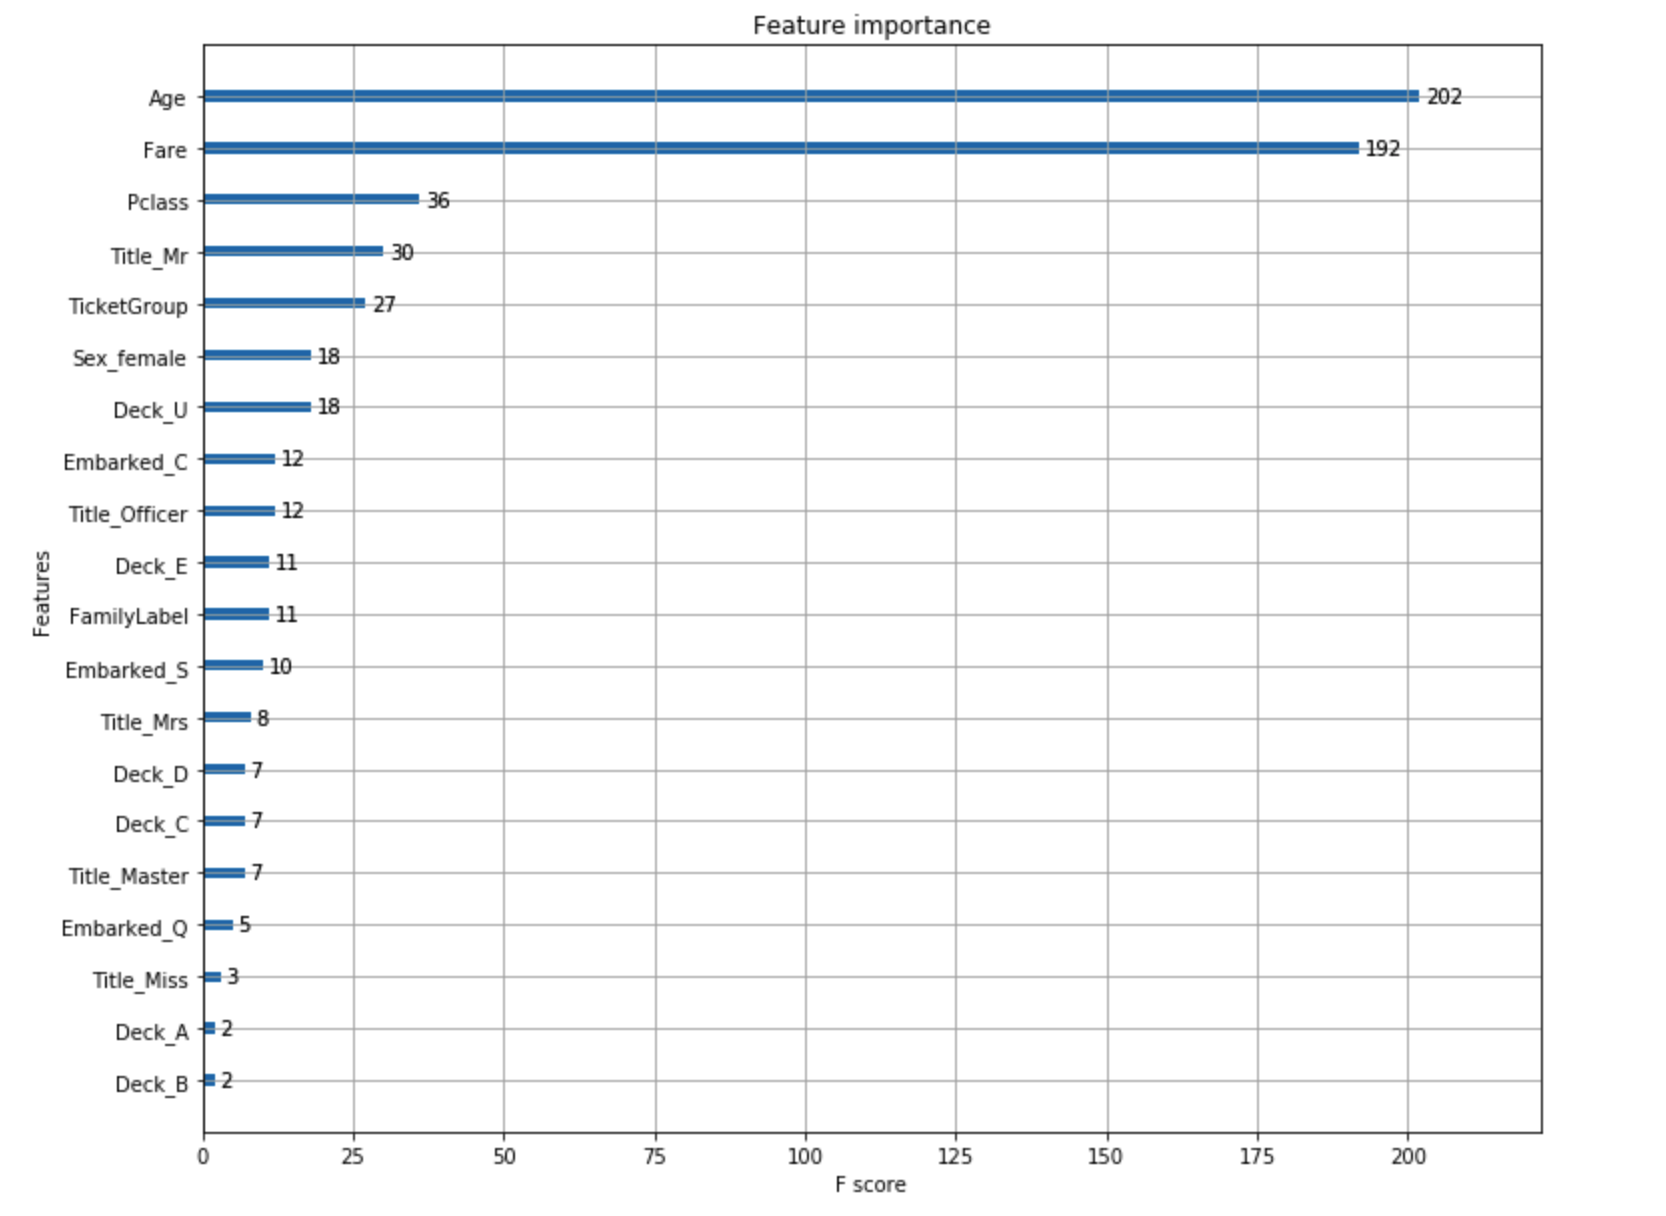 Feature importance
Age 202
Fare 192
Pclass 36
Title_Mr 30
TicketGroup 27
Sex_female 18
Deck_U 18
Embarked_C 12
Title_Officer 12
Deck_E 11
FamilyLabel 11
Embarked_S 10
Title_Mrs 8
Deck_D 7
Deck_C 7
Title_Master 7
Embarked_Q 5
Title_Miss 3
Deck_A 2
Deck_B 2
Features
0 25 50 75 100 125 150 175 200
F score